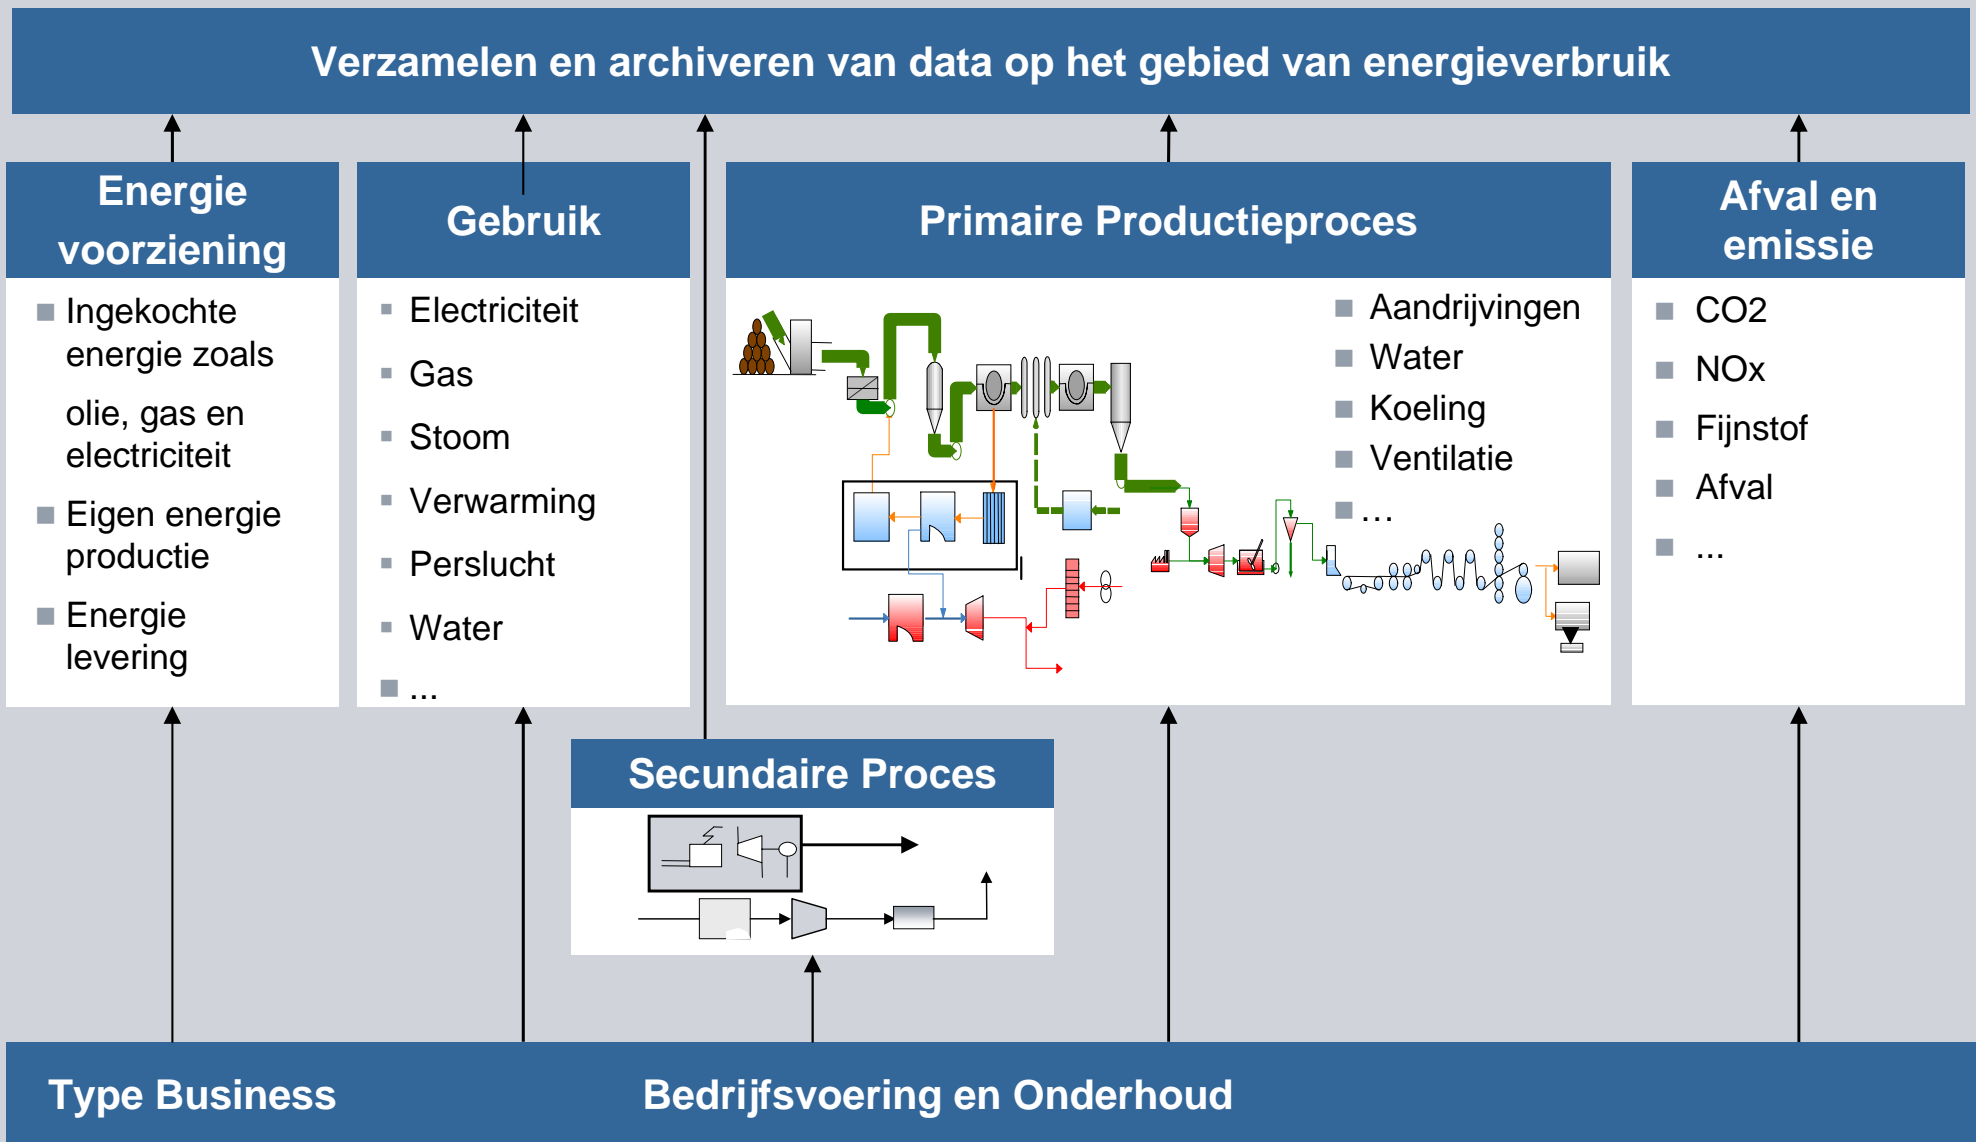 Verzamelen en archiveren van data op het gebied van energieverbruik
Energie
voorziening
Ingekochte
energie zoals
olie, gas en
electriciteit
Eigen energie
productie
Energie
levering
Gebruik
Electriciteit
Gas
Stoom
Verwarming
Perslucht
Water
...
Primaire Productieproces
Aandrijvingen
Water
Koeling
Ventilatie
...
Afval en
emissie
CO2
NOx
Fijnstof
Afval
...
Secundaire Proces
Type Business
Bedrijfsvoering en Onderhoud